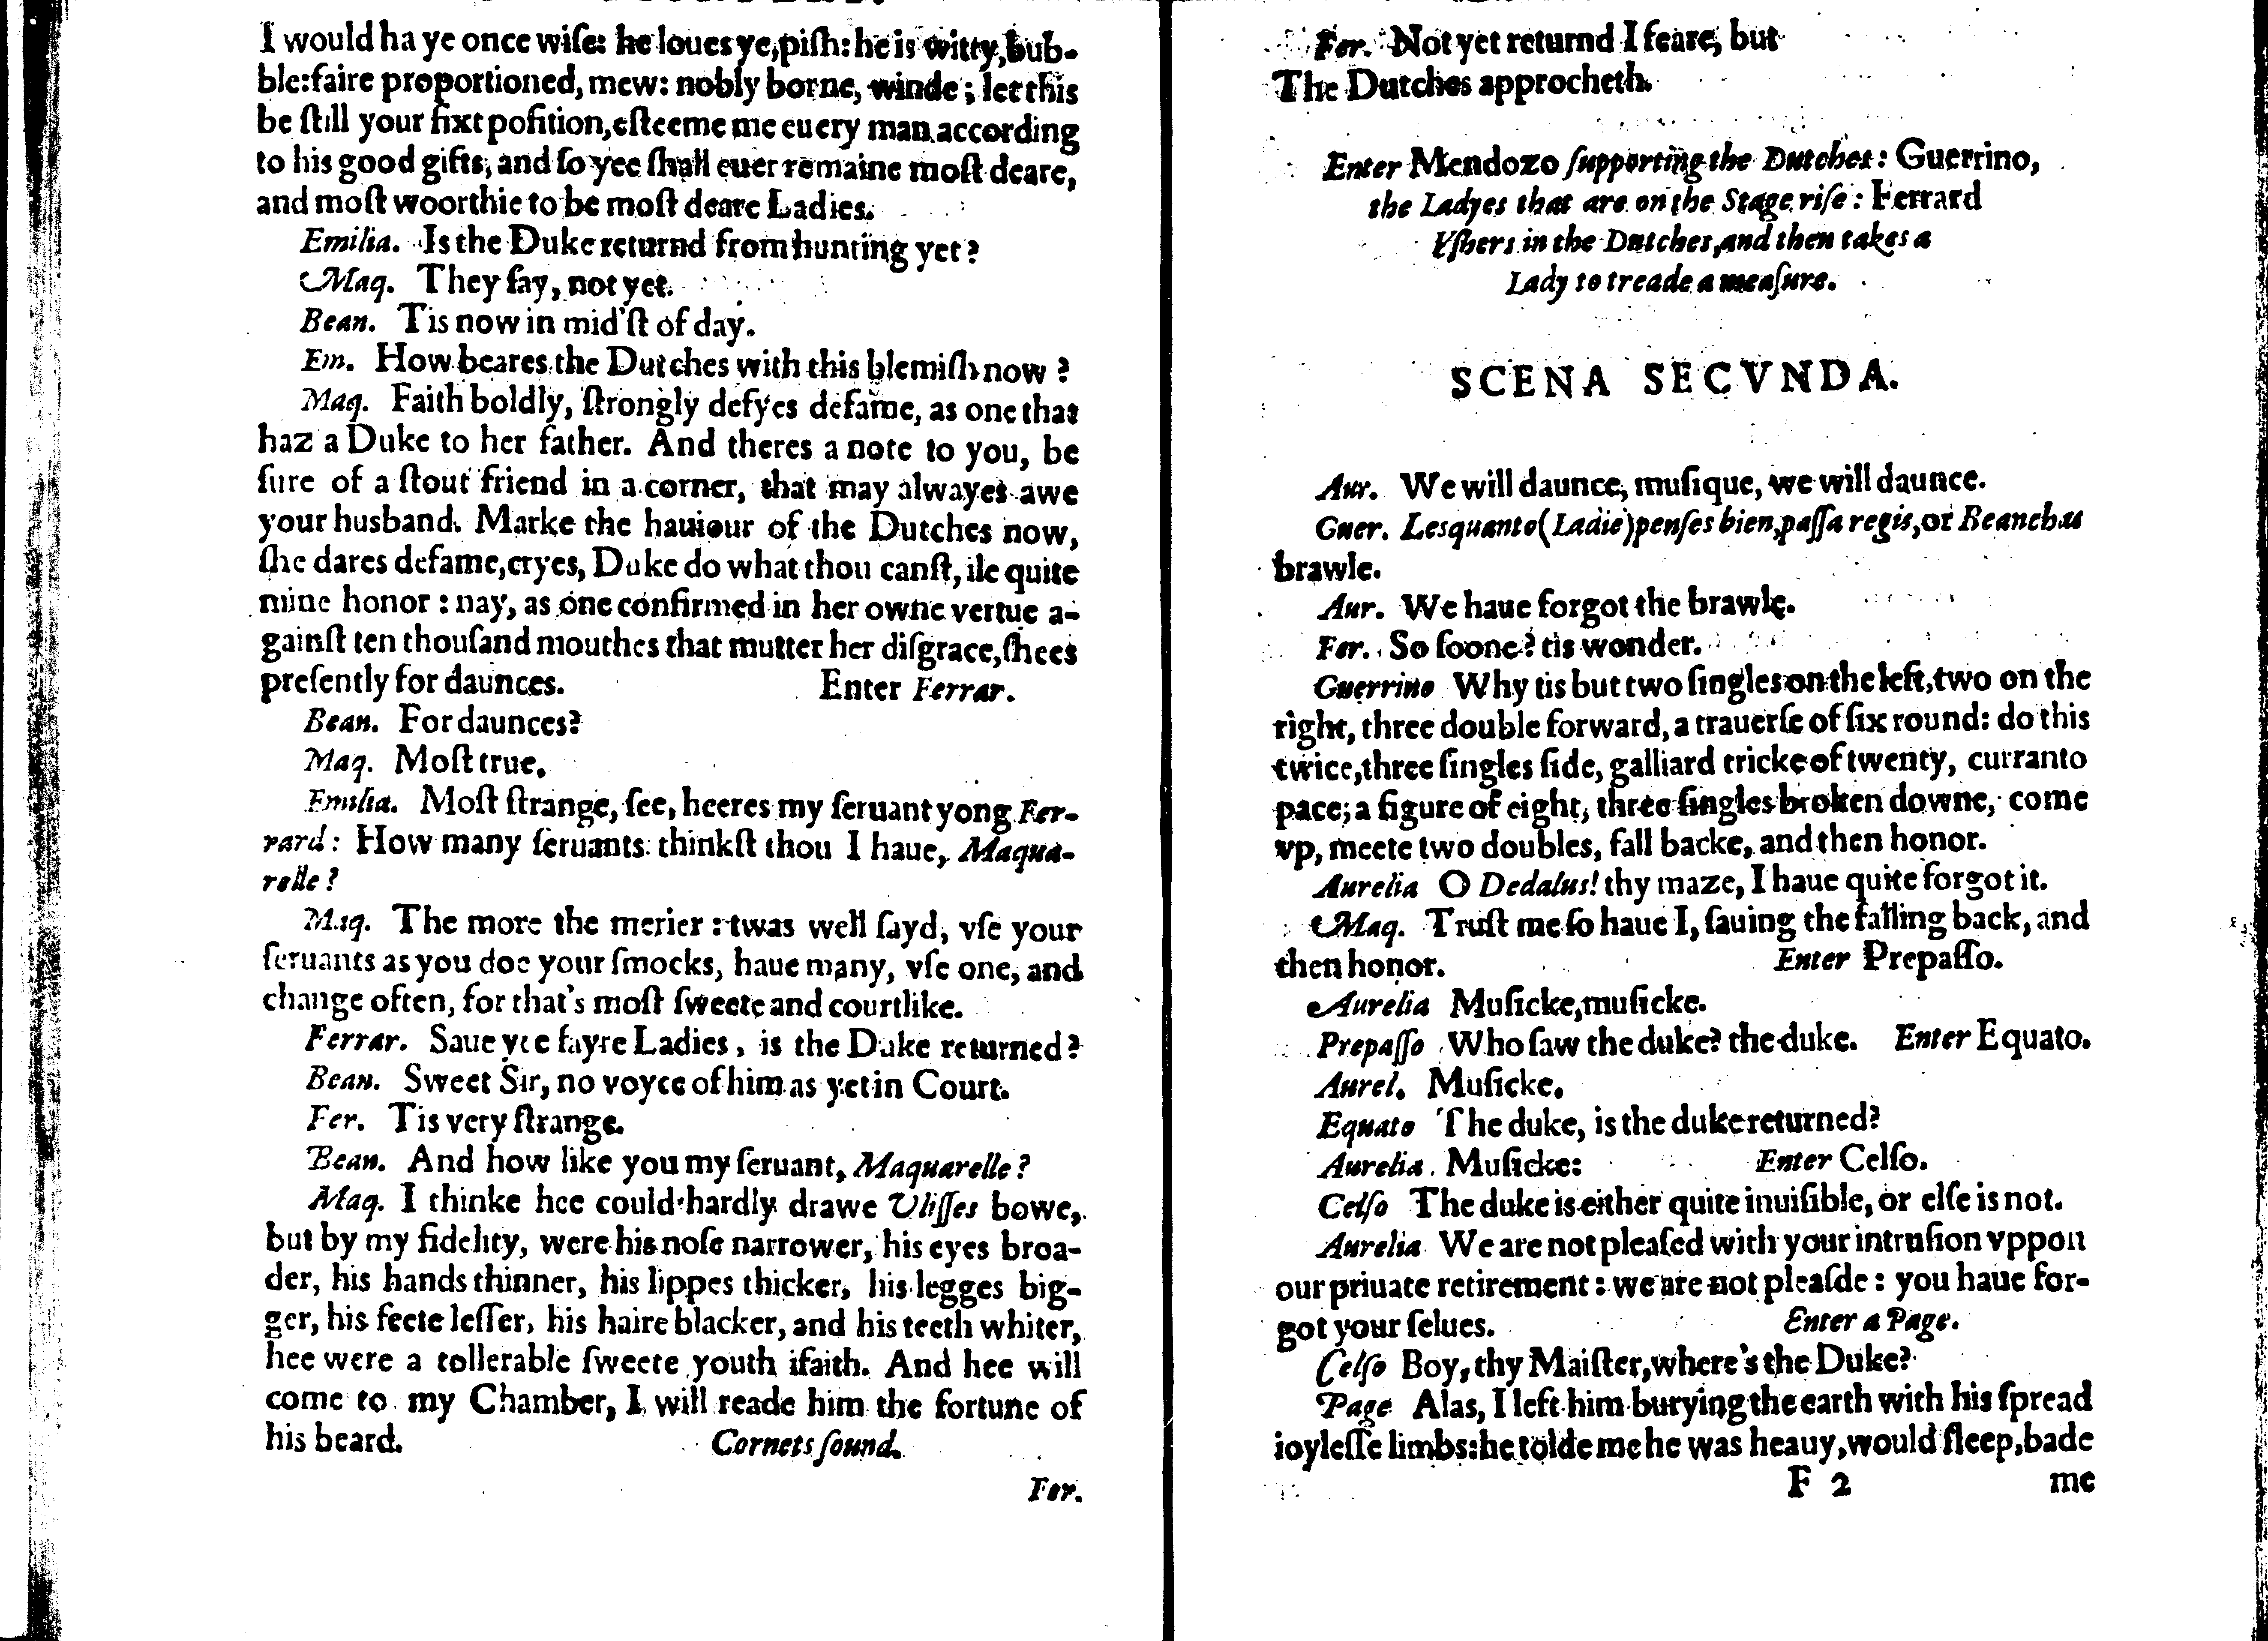 I would ha ye once wiſe: he loues ye, piſh: he is witty, bub-
ble: faire proportioned, mew: nobly borne, winde; let this
be ſtill your fixt poſition, eſteeme me euery man according
to his good gifts, and ſo yee ſhall euer remaine moſt deare,
and moſt woorthie to be moſt deare Ladies.
Emilia. Is the Duke returnd from hunting yet?
Maq. They ſay, not yet.
Bean. Tis now in mid'ſt of day.
Em. How beares the Dutches with this blemiſh now?
Maq. Faith boldly, ſtrongly defyes defame, as one that
haz a Duke to her father. And theres a note to you, be
ſure of a ſtout friend in a corner, that may alwayes awe
your husband. Marke the hauiour of the Dutches now,
ſhe dares defame, cryes, Duke do what thou canſt, ile quite
mine honor: nay, as one confirmed in her owne vertue a-
gainſt ten thouſand mouthes that mutter her diſgrace, ſhees
preſently for daunces. Enter Ferrar.
Bean. For daunces?
Maq. Moſt true.
Emilia. Moſt ſtrange, ſee, heeres my ſeruant yong Fer-
rard: How many ſeruants thinkſt thou I haue, Maqua-
relle?
Maq. The more the merier: twas well ſayd, vſe your
ſeruants as you doe your ſmocks, haue many, vſe one, and
change often, for that's moſt ſweete and courtlike.
Ferrar. Saue yee fayre Ladies, is the Duke returned?
Bean. Sweet Sir, no voyce of him as yet in Court.
Fer. Tis very ſtrange.
Bean. And how like you my ſeruant, Maquarelle?
Maq. I thinke hee could hardly drawe Vliſſes bowe,
but by my fidelity, were his noſe narrower, his eyes broa-
der, his hands thinner, his lippes thicker, his legges big-
ger, his feete leſſer, his haire blacker, and his teeth whiter,
hee were a tollerable ſweete youth ifaith. And hee will
come to my Chamber, I will reade him the fortune of
his beard. Cornets ſound.
Fer.
Fer. Not yet returnd I feare, but
The Dutches approcheth.
Enter Mendozo ſupporting the Dutches: Guerrino,
the Ladyes that are on the Stage riſe: Ferrard
Vſhers in the Dutches, and then takes a
Lady to treade a meaſure.
SCENA SECVNDA.
Aur. We will daunce, muſique, we will daunce.
Guer. Lesquanto (Ladie) penſes bien, paſſa regis, or Beanchas
brawle.
Aur. We haue forgot the brawle.
Fer. So ſoone? tis wonder.
Guerrino Why tis but two ſingles on the left, two on the
right, three double forward, a trauerſe of ſix round: do this
twice, three ſingles ſide, galliard tricke of twenty, curranto
pace; a figure of eight, three ſingles broken downe, come
vp, meete two doubles, fall backe, and then honor.
Aurelia O Dedalus! thy maze, I haue quite forgot it.
Maq. Truſt me ſo haue I, ſauing the falling back, and
then honor. Enter Prepaſſo.
Aurelia Muſicke, muſicke.
Prepaſſo Who ſaw the duke? the duke. Enter Equato.
Aurel. Muſicke.
Equato The duke, is the duke returned?
Aurelia Muſicke: Enter Celſo.
Celſo The duke is either quite inuiſible, or elſe is not.
Aurelia We are not pleaſed with your intruſion vppon
our priuate retirement: we are not pleaſde: you haue for-
got your ſelues. Enter a Page.
Celſo Boy, thy Maiſter, where's the Duke?
Page Alas, I left him burying the earth with his ſpread
ioyleſſe limbs: he tolde me he was heauy, would ſleep, bade
F 2 me